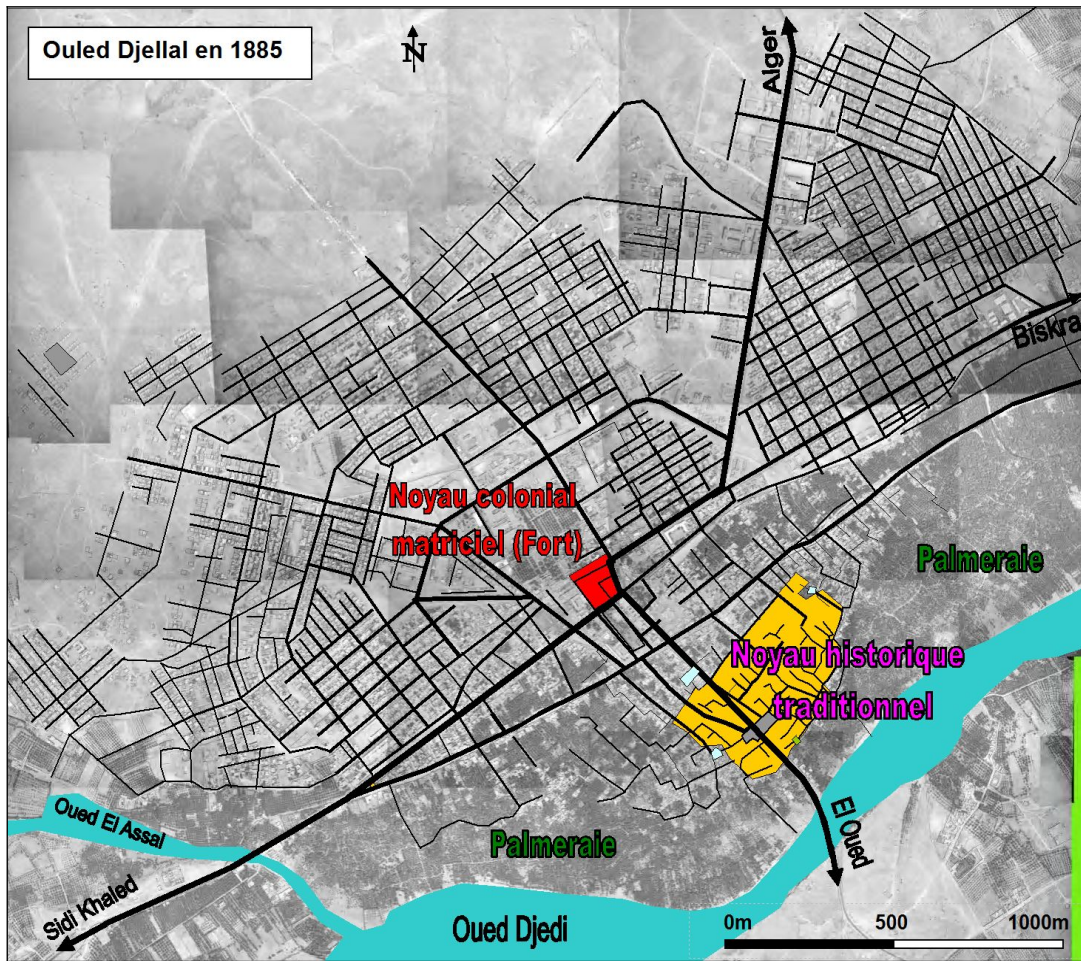 Ouled Djellal en 1885
N
Alger
Biskra
Noyau colonial
matriciel (Fort)
Palmeraie
Noyau historique
traditionnel
Oued El Assal
Palmeraie
El Oued
Sidi Khaled
Oued Djedi
0m 500 1000m